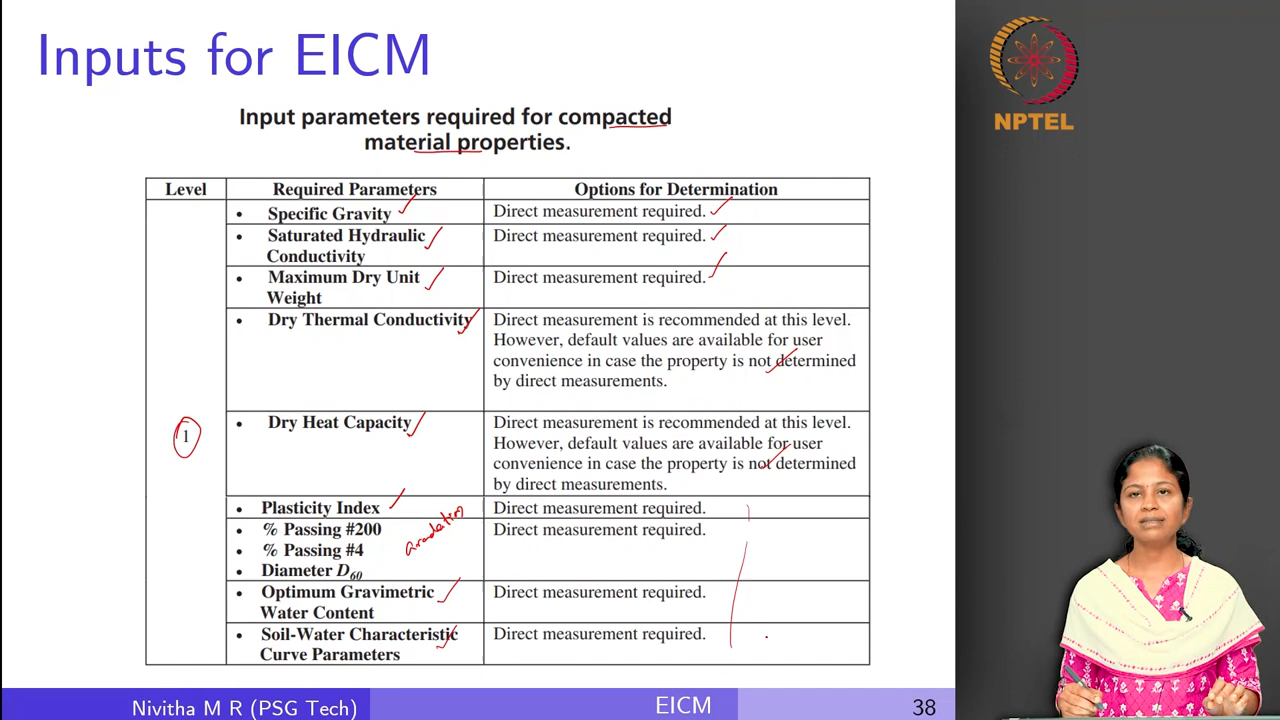 Inputs for EICM
NPTEL
Input parameters required for compacted
material properties.
Level Required Parameters Options for Determination
• Specific Gravity Direct measurement required.
• Saturated Hydraulic Direct measurement required.
Conductivity
• Maximum Dry Unit Direct measurement required.
Weight
• Dry Thermal Conductivity Direct measurement is recommended at this level.
However, default values are available for user
convenience in case the property is not determined
by direct measurements.
• Dry Heat Capacity Direct measurement is recommended at this level.
1 However, default values are available for user
convenience in case the property is not determined
by direct measurements.
• Plasticity Index Direct measurement required.
• % Passing #200 Direct measurement required.
• % Passing #4 Gradation
• Diameter D60
• Optimum Gravimetric Direct measurement required.
Water Content
• Soil-Water Characteristic Direct measurement required.
Curve Parameters
Nivitha M R (PSG Tech) EICM 38